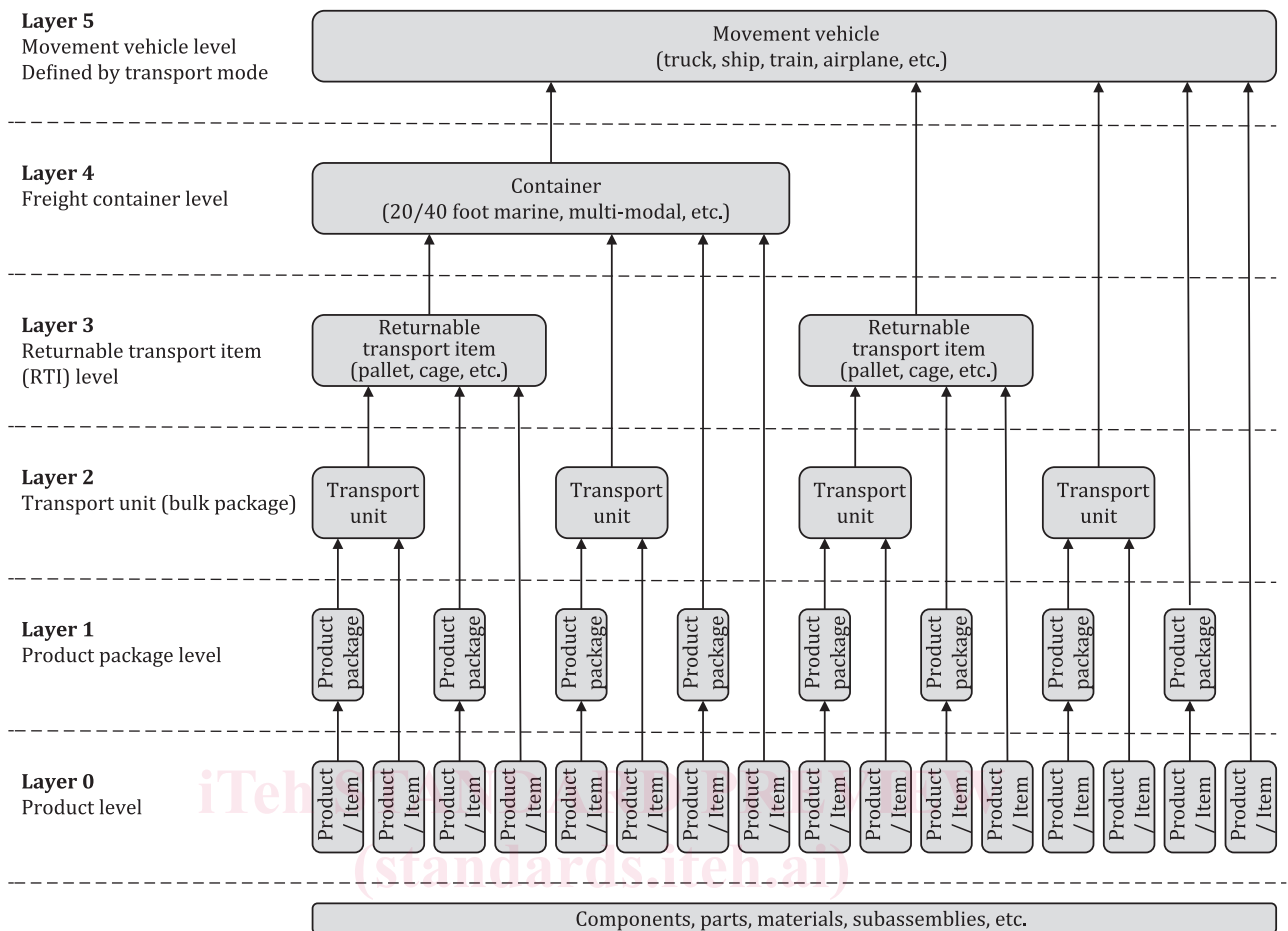 Layer 5
Movement vehicle level
Defined by transport mode
Movement vehicle
(truck, ship, train, airplane, etc.)
Layer 4
Freight container level
Container
(20/40 foot marine, multi-modal, etc.)
Layer 3
Returnable transport item
(RTI) level
Returnable
transport item
(pallet, cage, etc.)
Returnable
transport item
(pallet, cage, etc.)
Layer 2
Transport unit (bulk package)
Transport
unit
Transport
unit
Transport
unit
Transport
unit
Layer 1
Product package level
Product
package
Product
package
Product
package
Product
package
Product
package
Product
package
Product
package
Product
package
Layer 0
Product level
Product
/ Item
Product
/ Item
Product
/ Item
Product
/ Item
Product
/ Item
Product
/ Item
Product
/ Item
Product
/ Item
Product
/ Item
Product
/ Item
Product
/ Item
Product
/ Item
Product
/ Item
Product
/ Item
Product
/ Item
Product
/ Item
iTeh STANDARD PREVIEW
(standards.iteh.ai)
Components, parts, materials, subassemblies, etc.